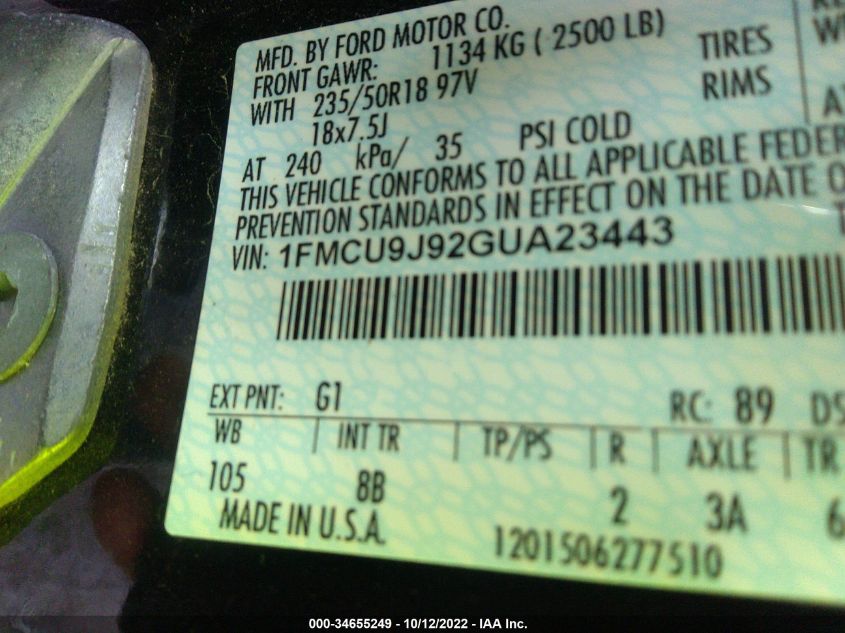 MFD. BY FORD MOTOR CO.
FRONT GAWR: 1134 KG ( 2500 LB)
WITH 235/50R18 97V TIRES
18x7.5J RIMS
AT 240 kPa/ 35 PSI COLD
THIS VEHICLE CONFORMS TO ALL APPLICABLE FEDER
PREVENTION STANDARDS IN EFFECT ON THE DATE O
VIN: 1FMCU9J92GUA23443
EXT PNT: G1 RC: 89 DS
WB INT TR TP/PS R AXLE TR
105 8B 2 3A 6
MADE IN U.S.A.
1201506277510
000-34655249 - 10/12/2022 - IAA Inc.